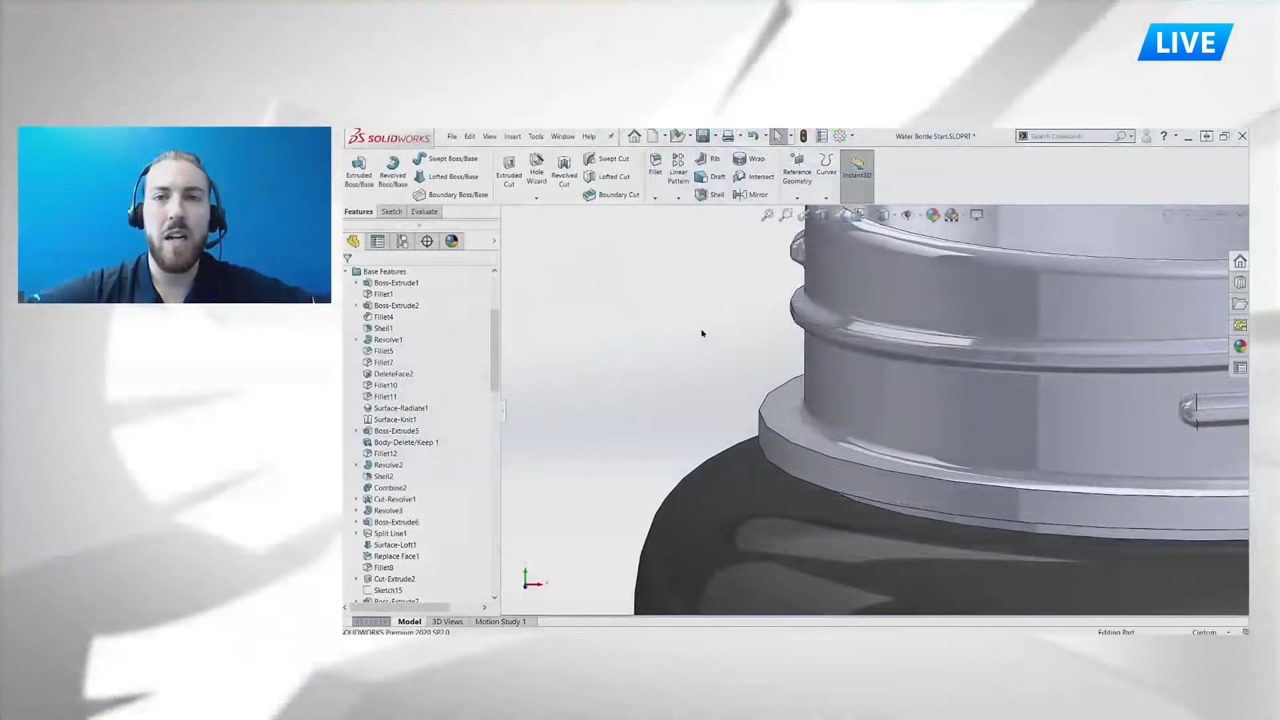 LIVE
SOLIDWORKS
File Edit View Insert Tools Window Help
Water Bottle Start.SLDPRT *
Search Commands
Extruded Boss/Base
Revolved Boss/Base
Swept Boss/Base
Lofted Boss/Base
Boundary Boss/Base
Extruded Cut
Hole Wizard
Revolved Cut
Swept Cut
Lofted Cut
Boundary Cut
Fillet
Linear Pattern
Rib
Draft
Shell
Wrap
Intersect
Mirror
Reference Geometry
Curves
Instant3D
Features Sketch Evaluate
Base Features
Boss-Extrude1
Fillet1
Boss-Extrude2
Fillet4
Shell1
Revolve1
Fillet5
Fillet7
DeleteFace2
Fillet10
Fillet11
Surface-Radiate1
Surface-Knit1
Boss-Extrude5
Body-Delete/Keep 1
Fillet12
Revolve2
Shell2
Combine2
Cut-Revolve1
Revolve3
Boss-Extrude6
Split Line1
Surface-Loft1
Replace Face1
Fillet8
Cut-Extrude2
Sketch15
Boss-Extrude7
Model 3D Views Motion Study 1
SOLIDWORKS Premium 2020 SP2.0
Editing Part
Custom